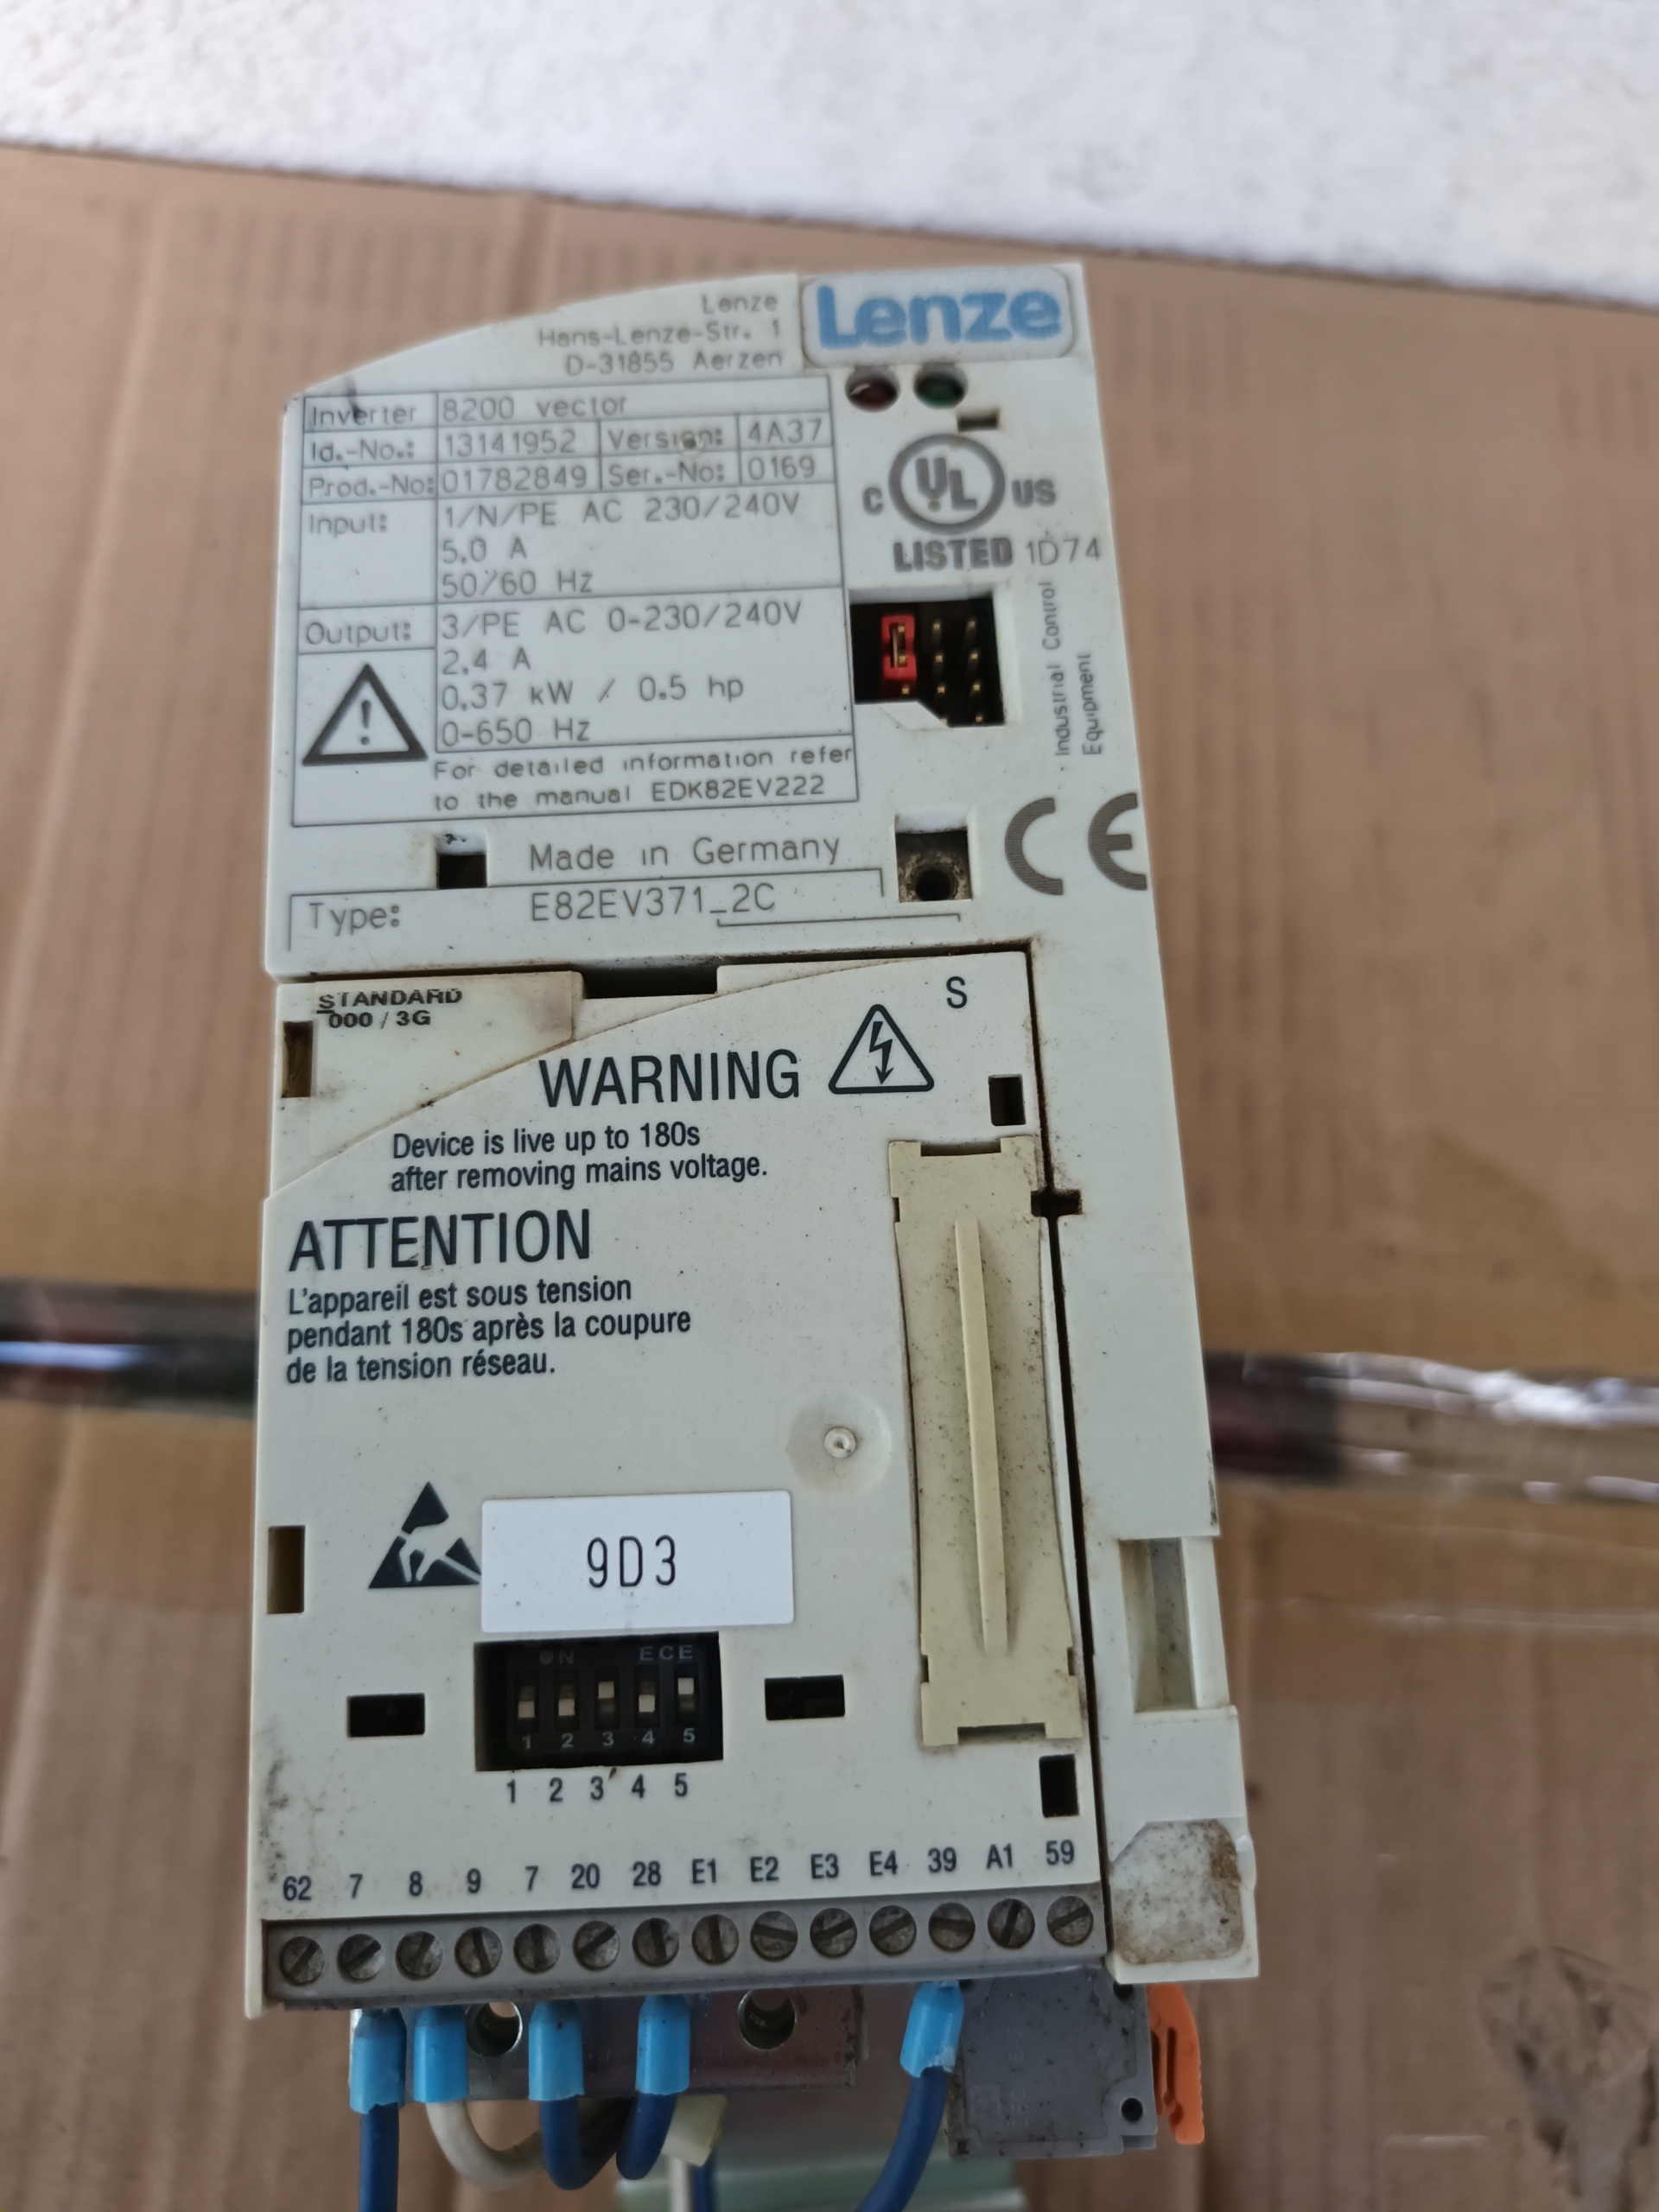 Lenze
Hans-Lenze-Str. 1
D-31855 Aerzen
Lenze
Inverter 8200 vector
Id.-No.: 13141952 Version: 4A37
Prod.-No: 01782849 Ser.-No: 0169
Input: 1/N/PE AC 230/240V
5.0 A
50/60 Hz
Output: 3/PE AC 0-230/240V
2.4 A
0.37 kW / 0.5 hp
0-650 Hz
For detailed information refer
to the manual EDK82EV222
C UL US
LISTED 1D74
Industrial Control
Equipment
Made in Germany
CE
Type: E82EV371_2C
STANDARD
000 / 3G
S
WARNING
Device is live up to 180s
after removing mains voltage.
ATTENTION
L'appareil est sous tension
pendant 180s après la coupure
de la tension réseau.
9D3
ON ECE
1 2 3 4 5
1 2 3 4 5
62 7 8 9 7 20 28 E1 E2 E3 E4 39 A1 59